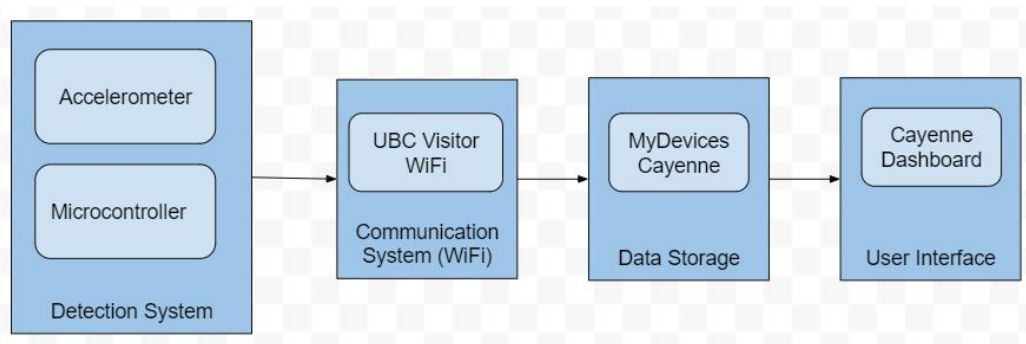 Accelerometer
Microcontroller
Detection System
UBC Visitor
WiFi
Communication
System (WiFi)
MyDevices
Cayenne
Data Storage
Cayenne
Dashboard
User Interface